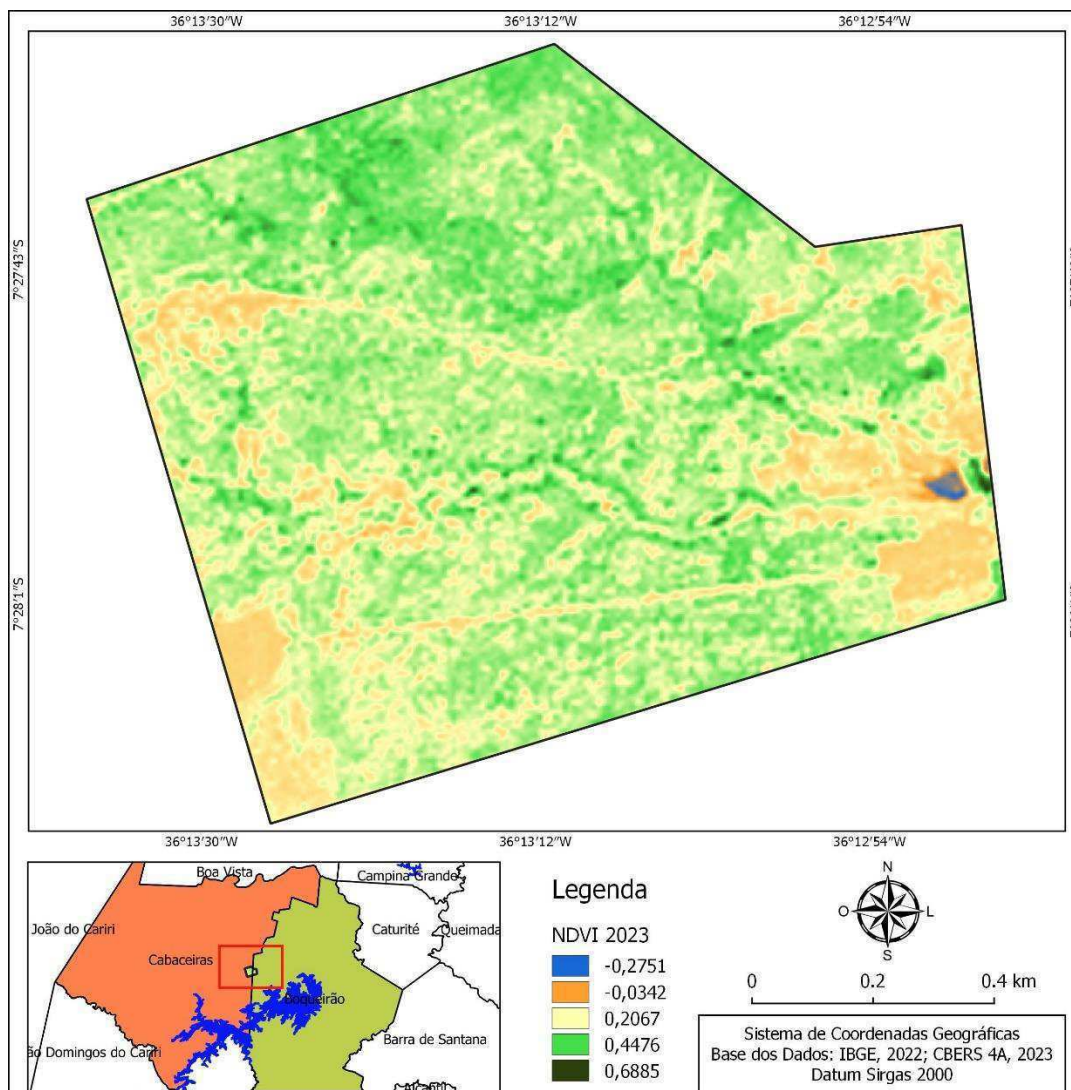 36°13'30"W 36°13'12"W 36°12'54"W
7°27'43"S
7°28'1"S
36°13'30"W 36°13'12"W 36°12'54"W
Boa Vista
Campina Grande
João do Cariri
Caturité
Queimada
Cabaceiras
Boqueirão
Barra de Santana
ão Domingos do Cariri
Legenda
NDVI 2023
-0,2751
-0,0342
0,2067
0,4476
0,6885
N
O
L
S
0 0.2 0.4 km
Sistema de Coordenadas Geográficas
Base dos Dados: IBGE, 2022; CBERS 4A, 2023
Datum Sirgas 2000